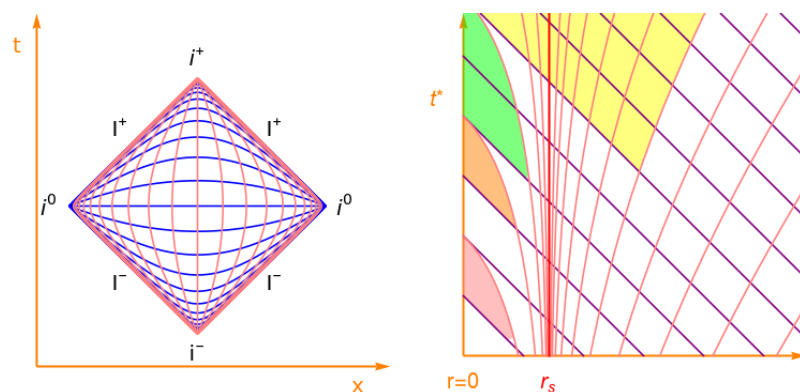 t
i⁺
I⁺ I⁺
i⁰ i⁰
I⁻ I⁻
i⁻
x
t*
r=0 rₛ